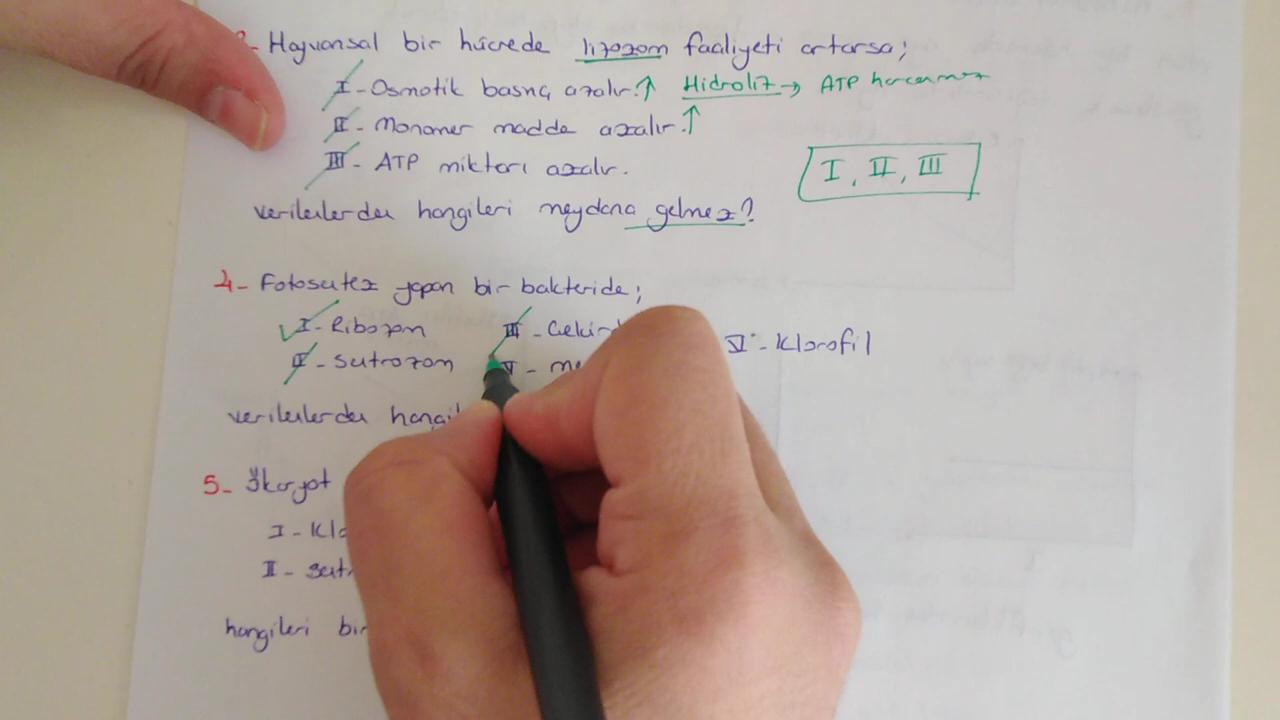 Hayvansal bir hücrede lizozom faaliyeti artarsa;
I - Osmotik basınç azalır. ↑ Hidroliz → ATP harcanmaz
II - Monomer madde azalır. ↑
III - ATP miktarı azalır.
I, II, III
verilenlerden hangileri meydana gelmez?
4- Fotosentez yapan bir bakteride;
✓ I - Ribozom III - V - Klorofil
II - Sentrozom
verilenlerden
5- Ökaryot
I -
II -
hangileri